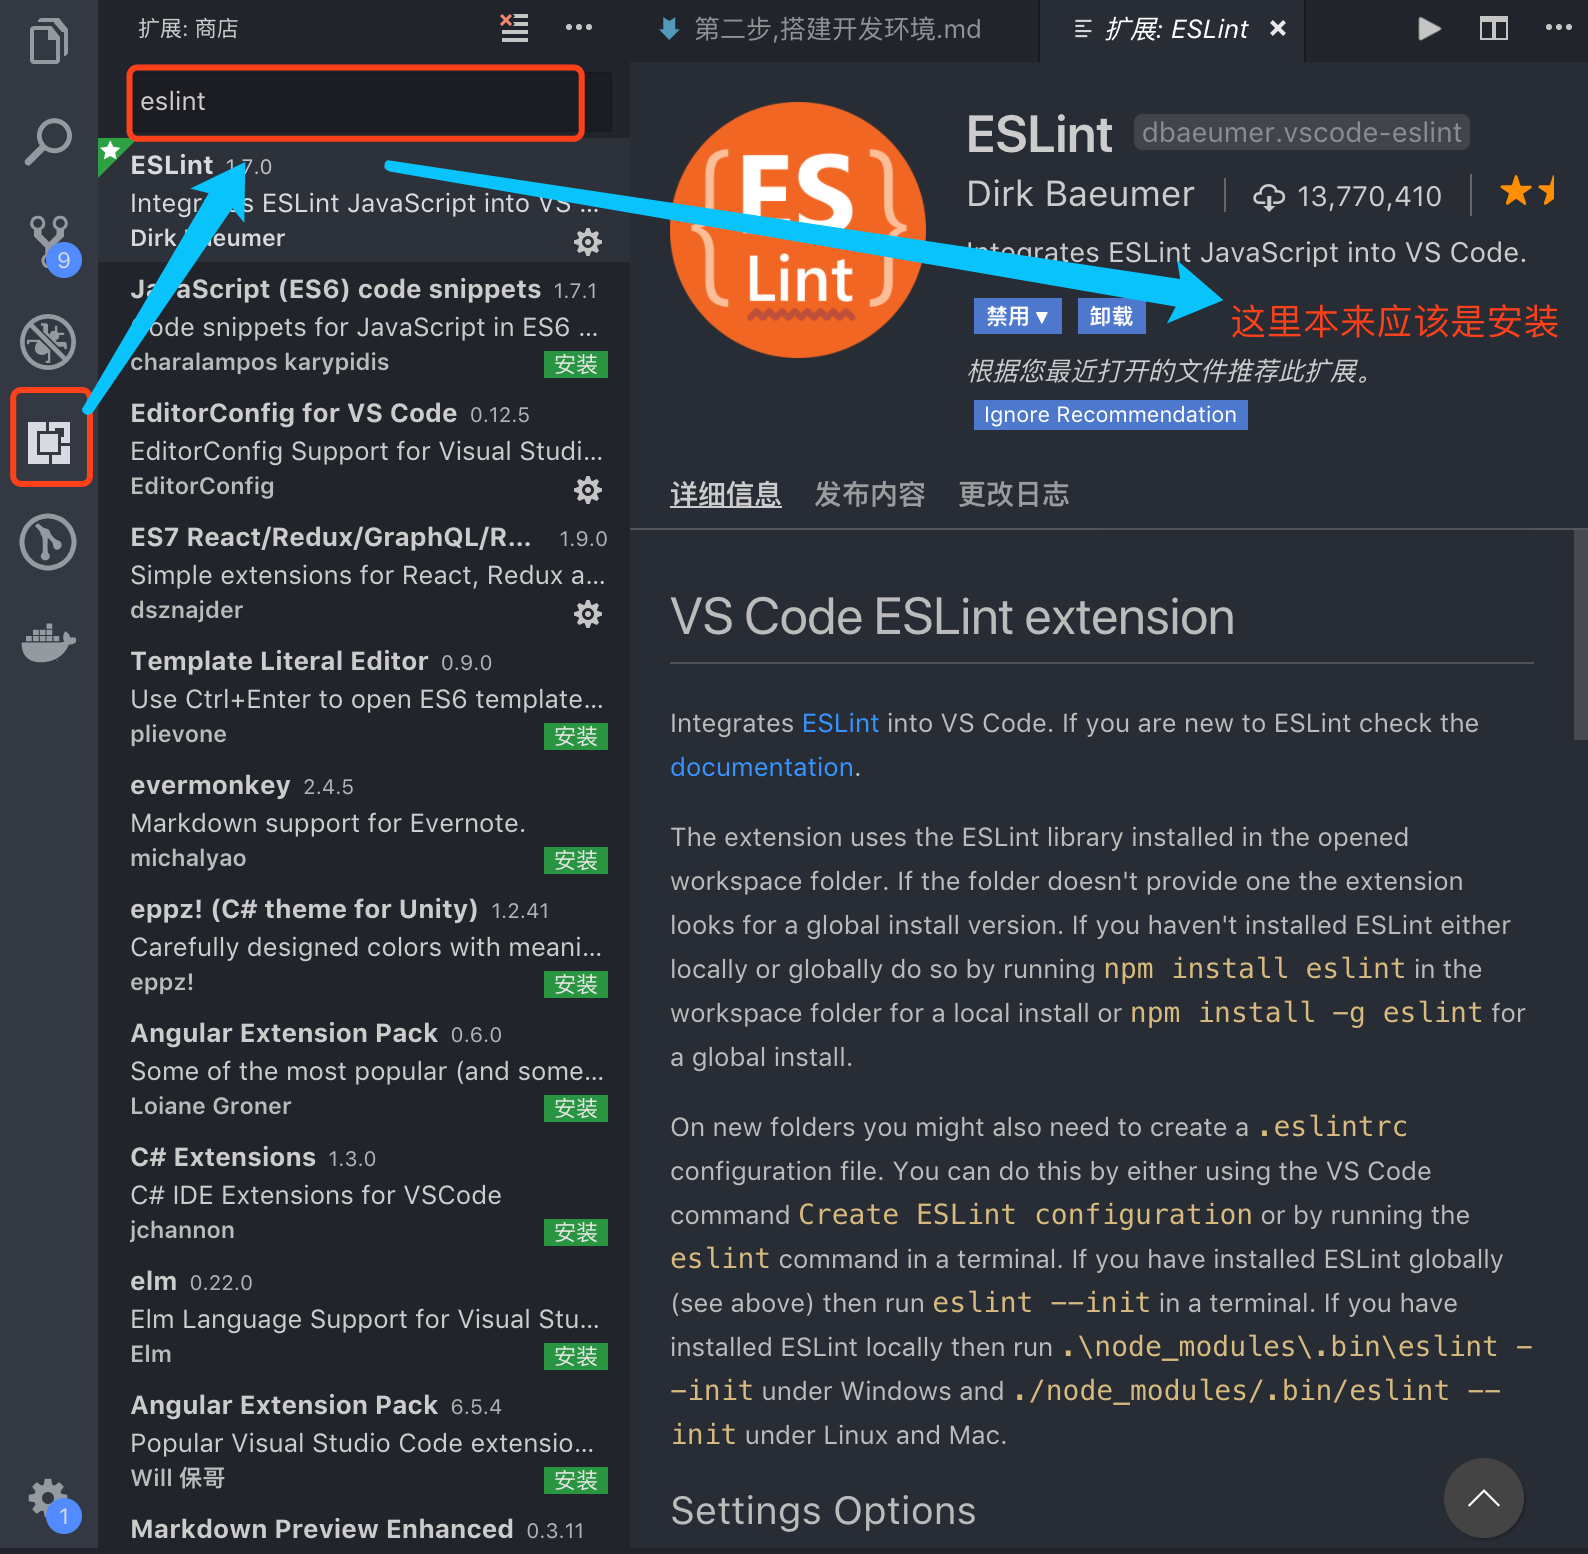 扩展: 商店
eslint
ESLint 1.7.0
Integrates ESLint JavaScript into VS ...
Dirk Baeumer
JavaScript (ES6) code snippets 1.7.1
Code snippets for JavaScript in ES6 ...
charalampos karypidis
安装
EditorConfig for VS Code 0.12.5
EditorConfig Support for Visual Studi...
EditorConfig
ES7 React/Redux/GraphQL/R... 1.9.0
Simple extensions for React, Redux a...
dsznajder
Template Literal Editor 0.9.0
Use Ctrl+Enter to open ES6 template...
plievone
安装
evermonkey 2.4.5
Markdown support for Evernote.
michalyao
安装
eppz! (C# theme for Unity) 1.2.41
Carefully designed colors with meani...
eppz!
安装
Angular Extension Pack 0.6.0
Some of the most popular (and some...
Loiane Groner
安装
C# Extensions 1.3.0
C# IDE Extensions for VSCode
jchannon
安装
elm 0.22.0
Elm Language Support for Visual Stu...
Elm
安装
Angular Extension Pack 6.5.4
Popular Visual Studio Code extensio...
Will 保哥
安装
Markdown Preview Enhanced 0.3.11
9
1
第二步,搭建开发环境.md
扩展: ESLint
{ES
Lint}
ESLint dbaeumer.vscode-eslint
Dirk Baeumer 13,770,410
Integrates ESLint JavaScript into VS Code.
禁用▼ 卸载
这里本来应该是安装
根据您最近打开的文件推荐此扩展。
Ignore Recommendation
详细信息 发布内容 更改日志
VS Code ESLint extension
Integrates ESLint into VS Code. If you are new to ESLint check the
documentation.
The extension uses the ESLint library installed in the opened
workspace folder. If the folder doesn't provide one the extension
looks for a global install version. If you haven't installed ESLint either
locally or globally do so by running npm install eslint in the
workspace folder for a local install or npm install -g eslint for
a global install.
On new folders you might also need to create a .eslintrc
configuration file. You can do this by either using the VS Code
command Create ESLint configuration or by running the
eslint command in a terminal. If you have installed ESLint globally
(see above) then run eslint --init in a terminal. If you have
installed ESLint locally then run .\node_modules\.bin\eslint -
-init under Windows and ./node_modules/.bin/eslint --
init under Linux and Mac.
Settings Options